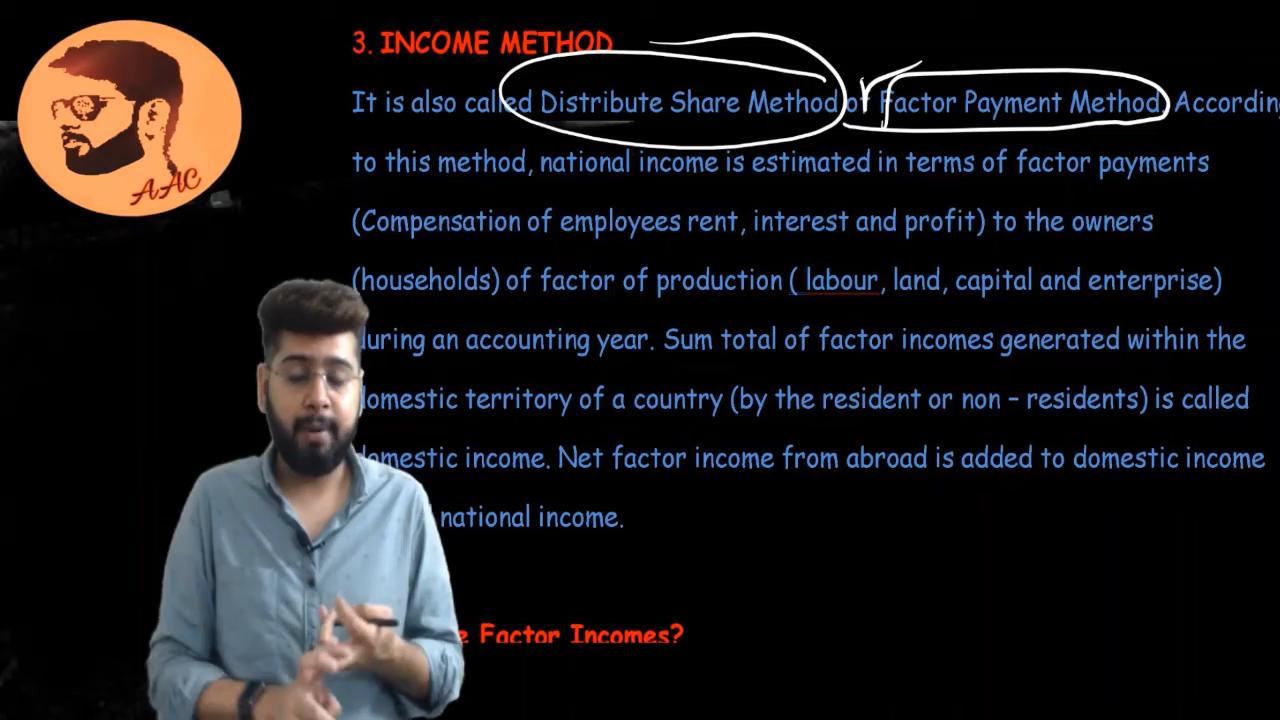 AAC
3. INCOME METHOD
It is also called Distribute Share Method or Factor Payment Method. Accordin
to this method, national income is estimated in terms of factor payments
(Compensation of employees rent, interest and profit) to the owners
(households) of factor of production ( labour, land, capital and enterprise)
during an accounting year. Sum total of factor incomes generated within the
domestic territory of a country (by the resident or non – residents) is called
domestic income. Net factor income from abroad is added to domestic income
national income.
e Factor Incomes?